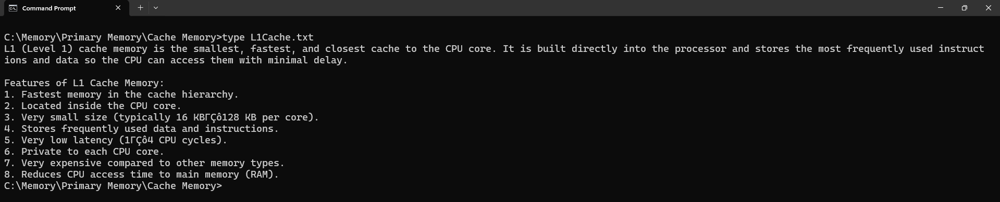 Command Prompt
C:\Memory\Primary Memory\Cache Memory>type L1Cache.txt
L1 (Level 1) cache memory is the smallest, fastest, and closest cache to the CPU core. It is built directly into the processor and stores the most frequently used instruct
ions and data so the CPU can access them with minimal delay.
Features of L1 Cache Memory:
1. Fastest memory in the cache hierarchy.
2. Located inside the CPU core.
3. Very small size (typically 16 KBΓÇô128 KB per core).
4. Stores frequently used data and instructions.
5. Very low latency (1ΓÇô4 CPU cycles).
6. Private to each CPU core.
7. Very expensive compared to other memory types.
8. Reduces CPU access time to main memory (RAM).
C:\Memory\Primary Memory\Cache Memory>